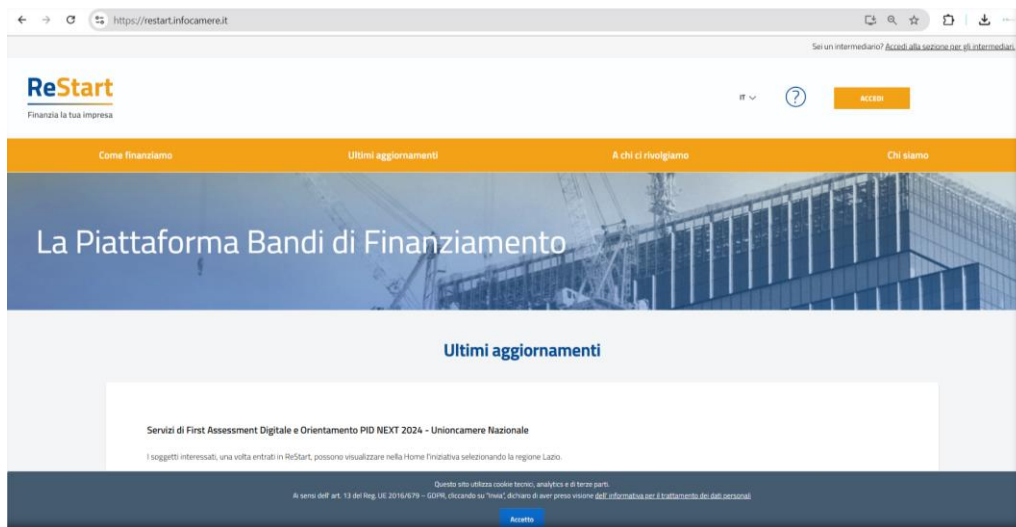 https://restart.infocamere.it
Sei un intermediario? Accedi alla sezione per gli intermediari.
ReStart
Finanzia la tua impresa
IT
?
ACCEDI
Come finanziamo
Ultimi aggiornamenti
A chi ci rivolgiamo
Chi siamo
La Piattaforma Bandi di Finanziamento
Ultimi aggiornamenti
Servizi di First Assessment Digitale e Orientamento PID NEXT 2024 - Unioncamere Nazionale
I soggetti interessati, una volta entrati in ReStart, possono visualizzare nella Home l'iniziativa selezionando la regione Lazio.
Questo sito utilizza cookie tecnici, analytics e di terze parti.
Ai sensi dell' art. 13 del Reg. UE 2016/679 – GDPR, cliccando su "Invia", dichiaro di aver preso visione dell' informativa per il trattamento dei dati personali
Accetto